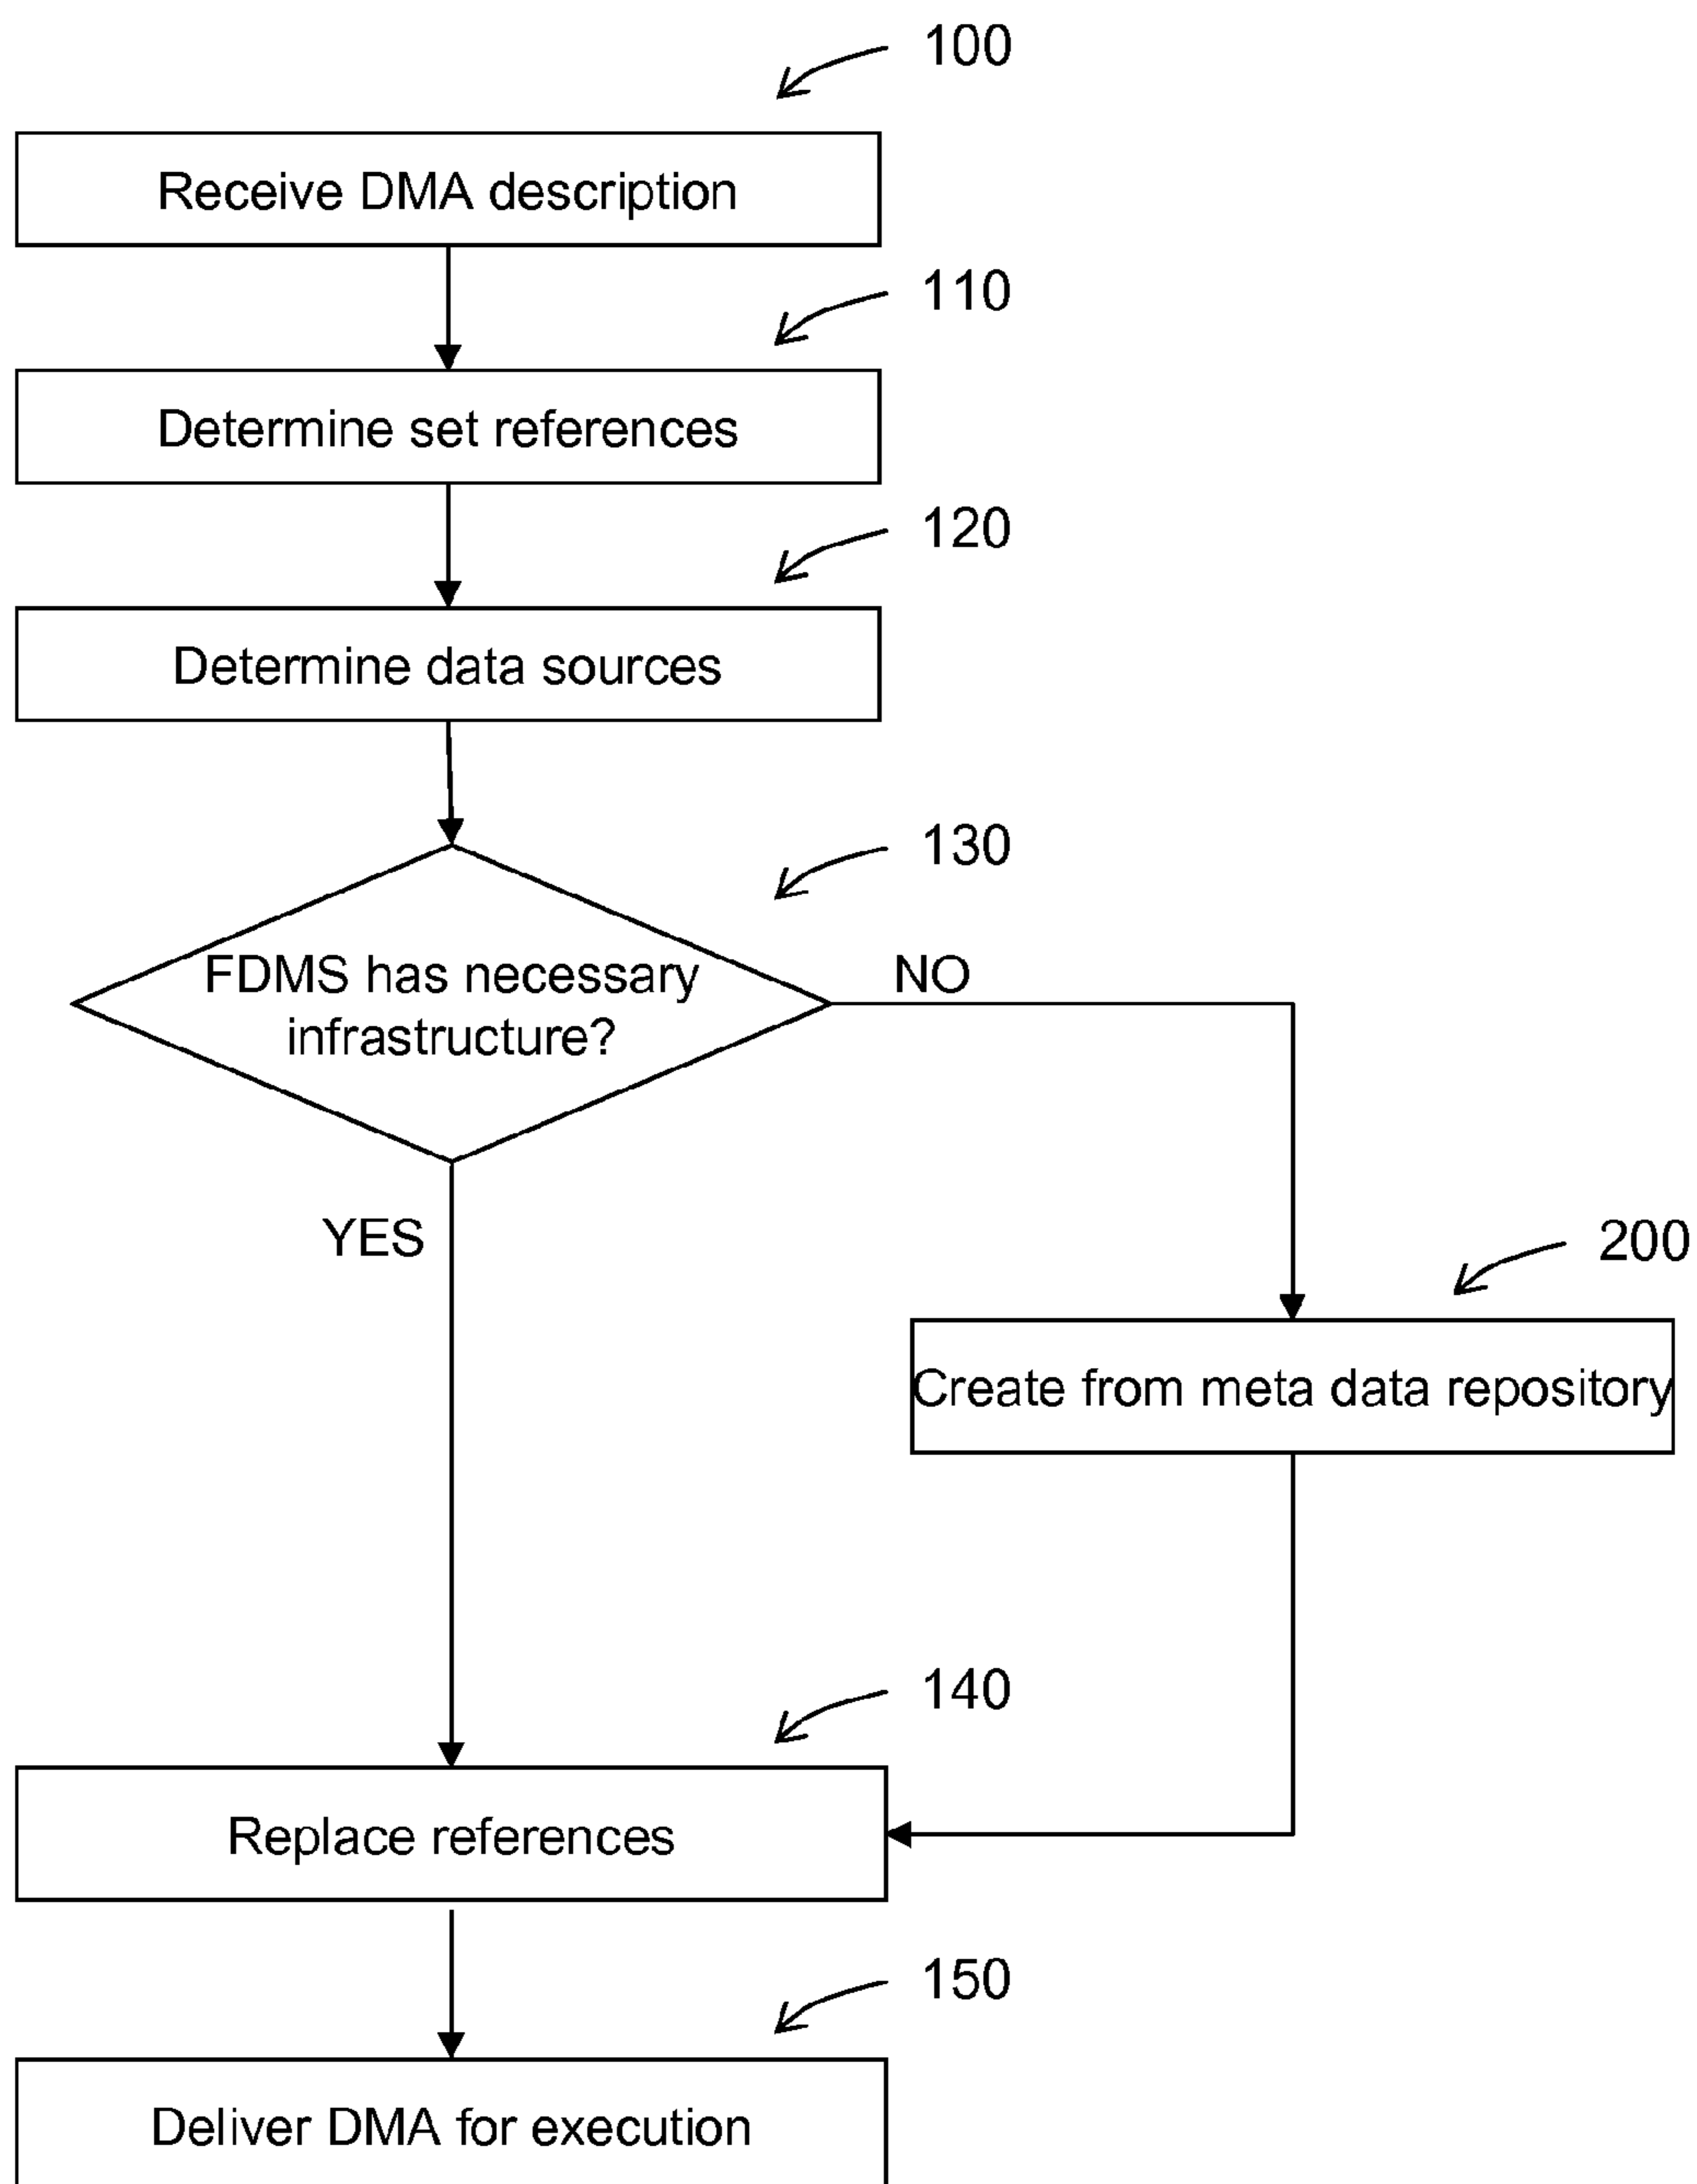 100
Receive DMA description
110
Determine set references
120
Determine data sources
130
FDMS has necessary
infrastructure?
NO
YES
200
Create from meta data repository
140
Replace references
150
Deliver DMA for execution